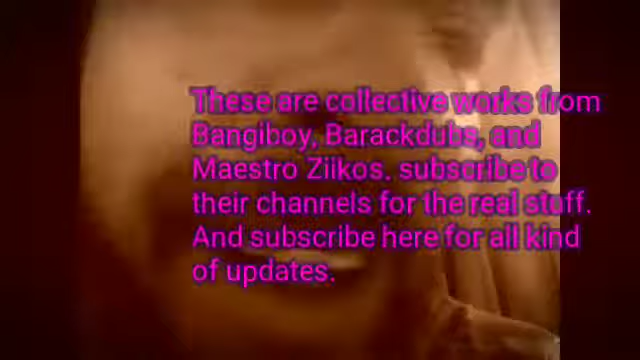 These are collective works from
Bangiboy, Barackdubs, and
Maestro Ziikos. subscribe to
their channels for the real stuff.
And subscribe here for all kind
of updates.